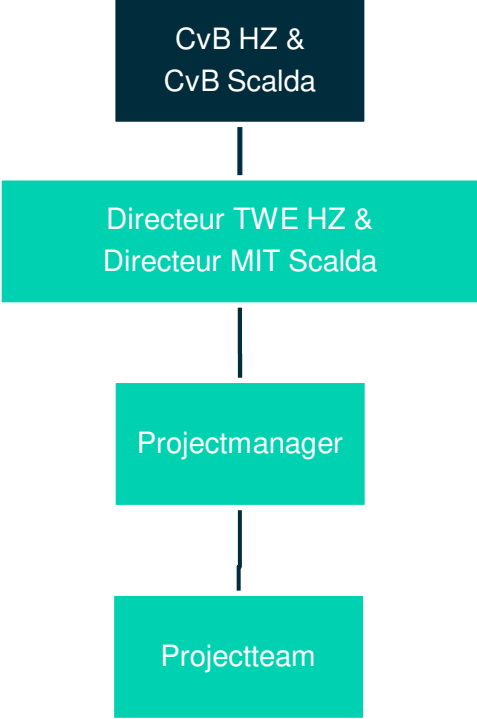 CvB HZ &
CvB Scalda
Directeur TWE HZ &
Directeur MIT Scalda
Projectmanager
Projectteam